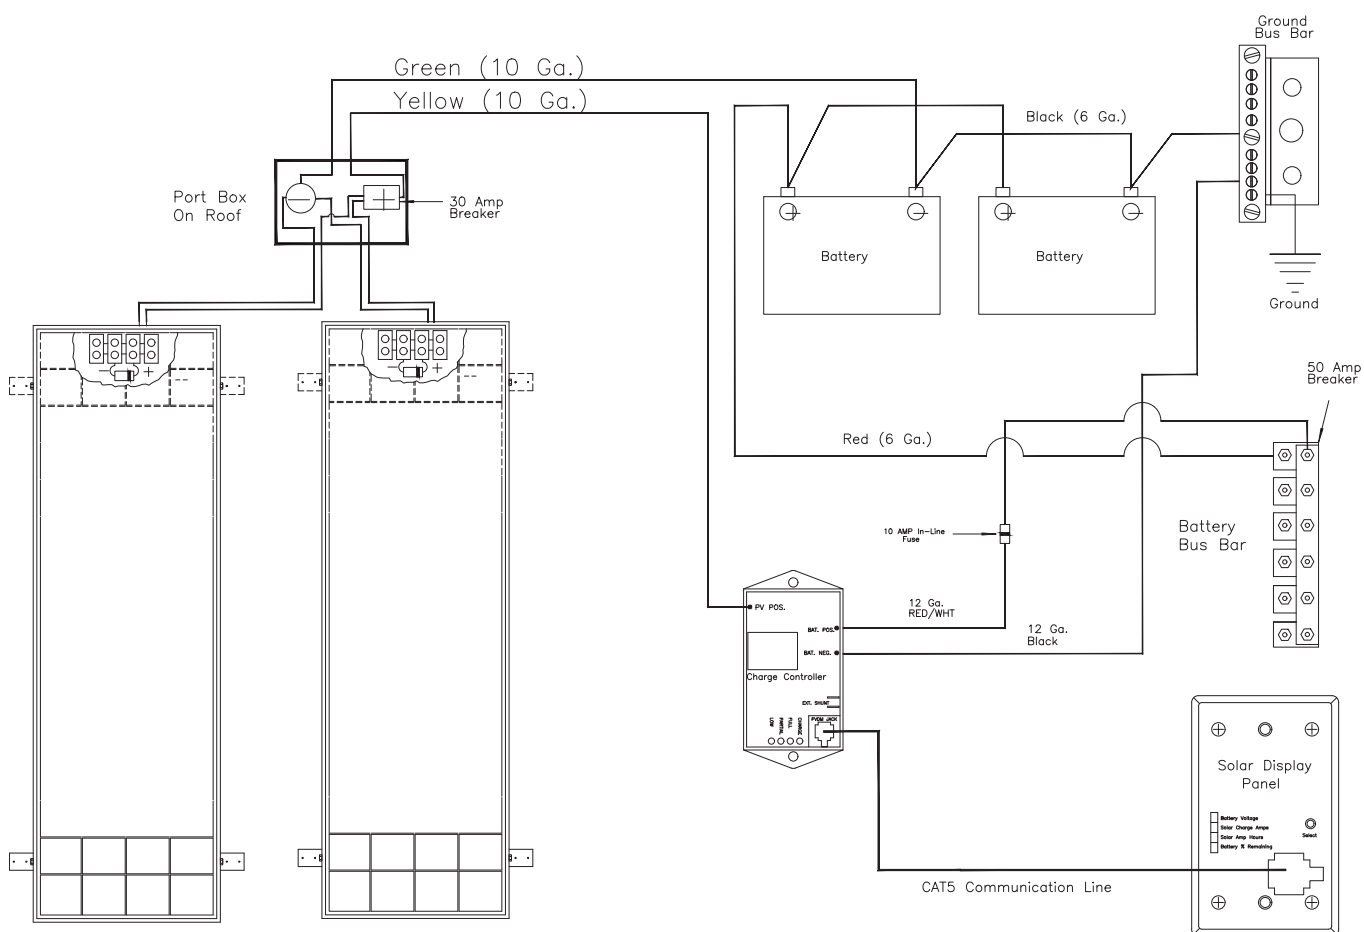 Ground
Bus Bar
Green (10 Ga.)
Yellow (10 Ga.)
Black (6 Ga.)
Port Box
On Roof
30 Amp
Breaker
Battery
Battery
Ground
50 Amp
Breaker
Red (6 Ga.)
10 AMP In-Line
Fuse
Battery
Bus Bar
12 Ga.
RED/WHT
12 Ga.
Black
PV POS.
BAT. POS.
BAT. NEG.
Charge Controller
EXT. SHUNT
PVDM JACK
LOW
PARTIAL
FULL
CHARGE
Solar Display
Panel
Battery Voltage
Solar Charge Amps
Solar Amp Hours
Battery % Remaining
Select
CAT5 Communication Line